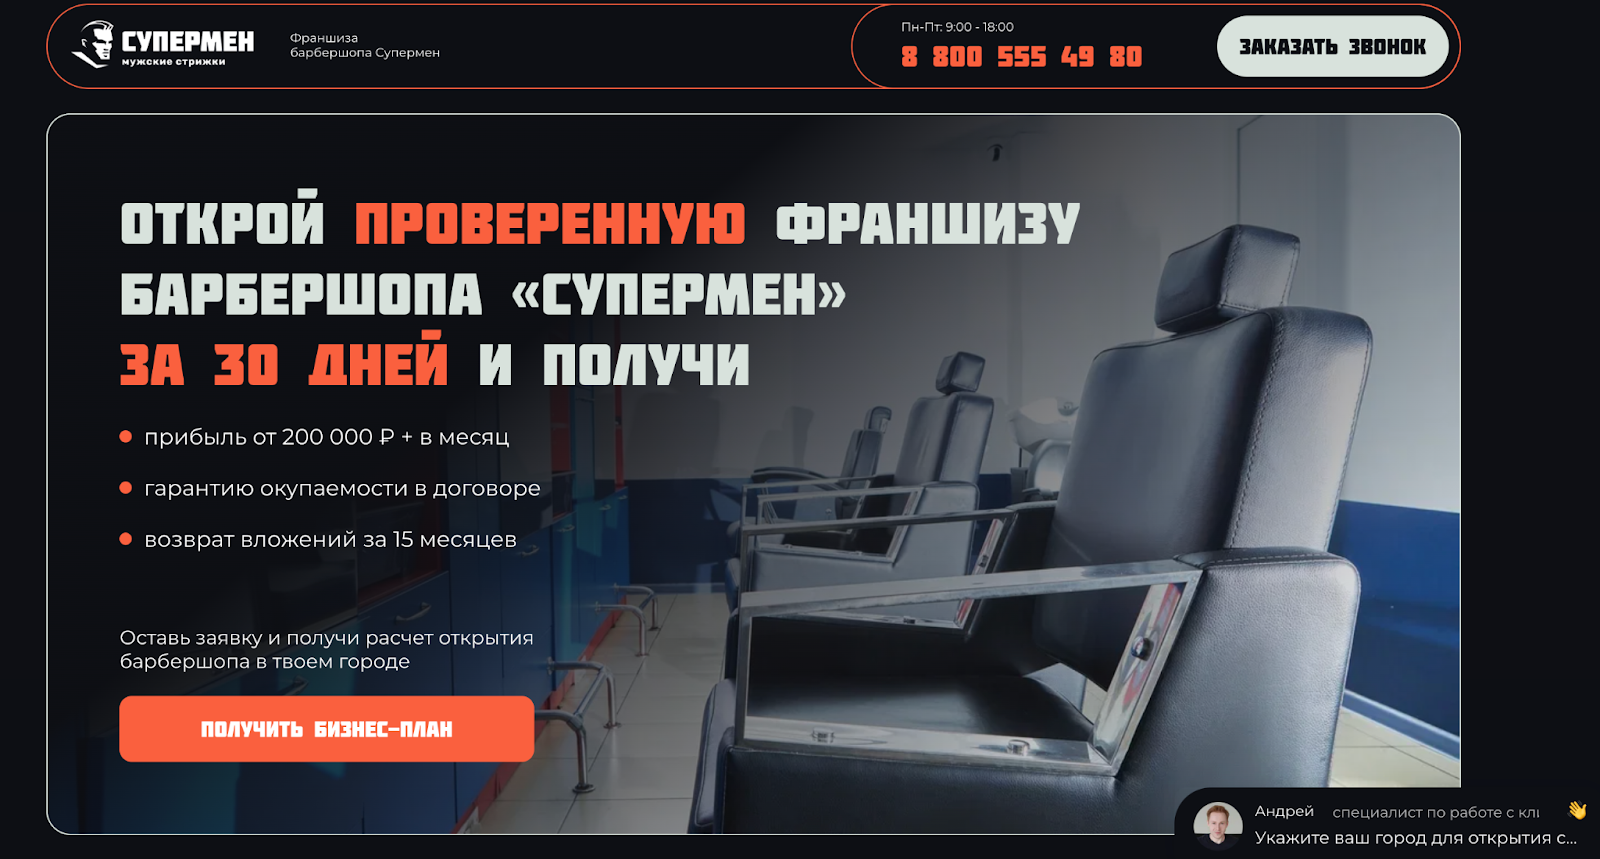 СУПЕРМЕН
мужские стрижки
Франшиза
барбершопа Супермен
Пн-Пт: 9:00 - 18:00
8 800 555 49 80
ЗАКАЗАТЬ ЗВОНОК
ОТКРОЙ ПРОВЕРЕННУЮ ФРАНШИЗУ
БАРБЕРШОПА «СУПЕРМЕН»
ЗА 30 ДНЕЙ И ПОЛУЧИ
прибыль от 200 000 ₽ + в месяц
гарантию окупаемости в договоре
возврат вложений за 15 месяцев
Оставь заявку и получи расчет открытия
барбершопа в твоем городе
ПОЛУЧИТЬ БИЗНЕС-ПЛАН
Андрей специалист по работе с кли
Укажите ваш город для открытия с...